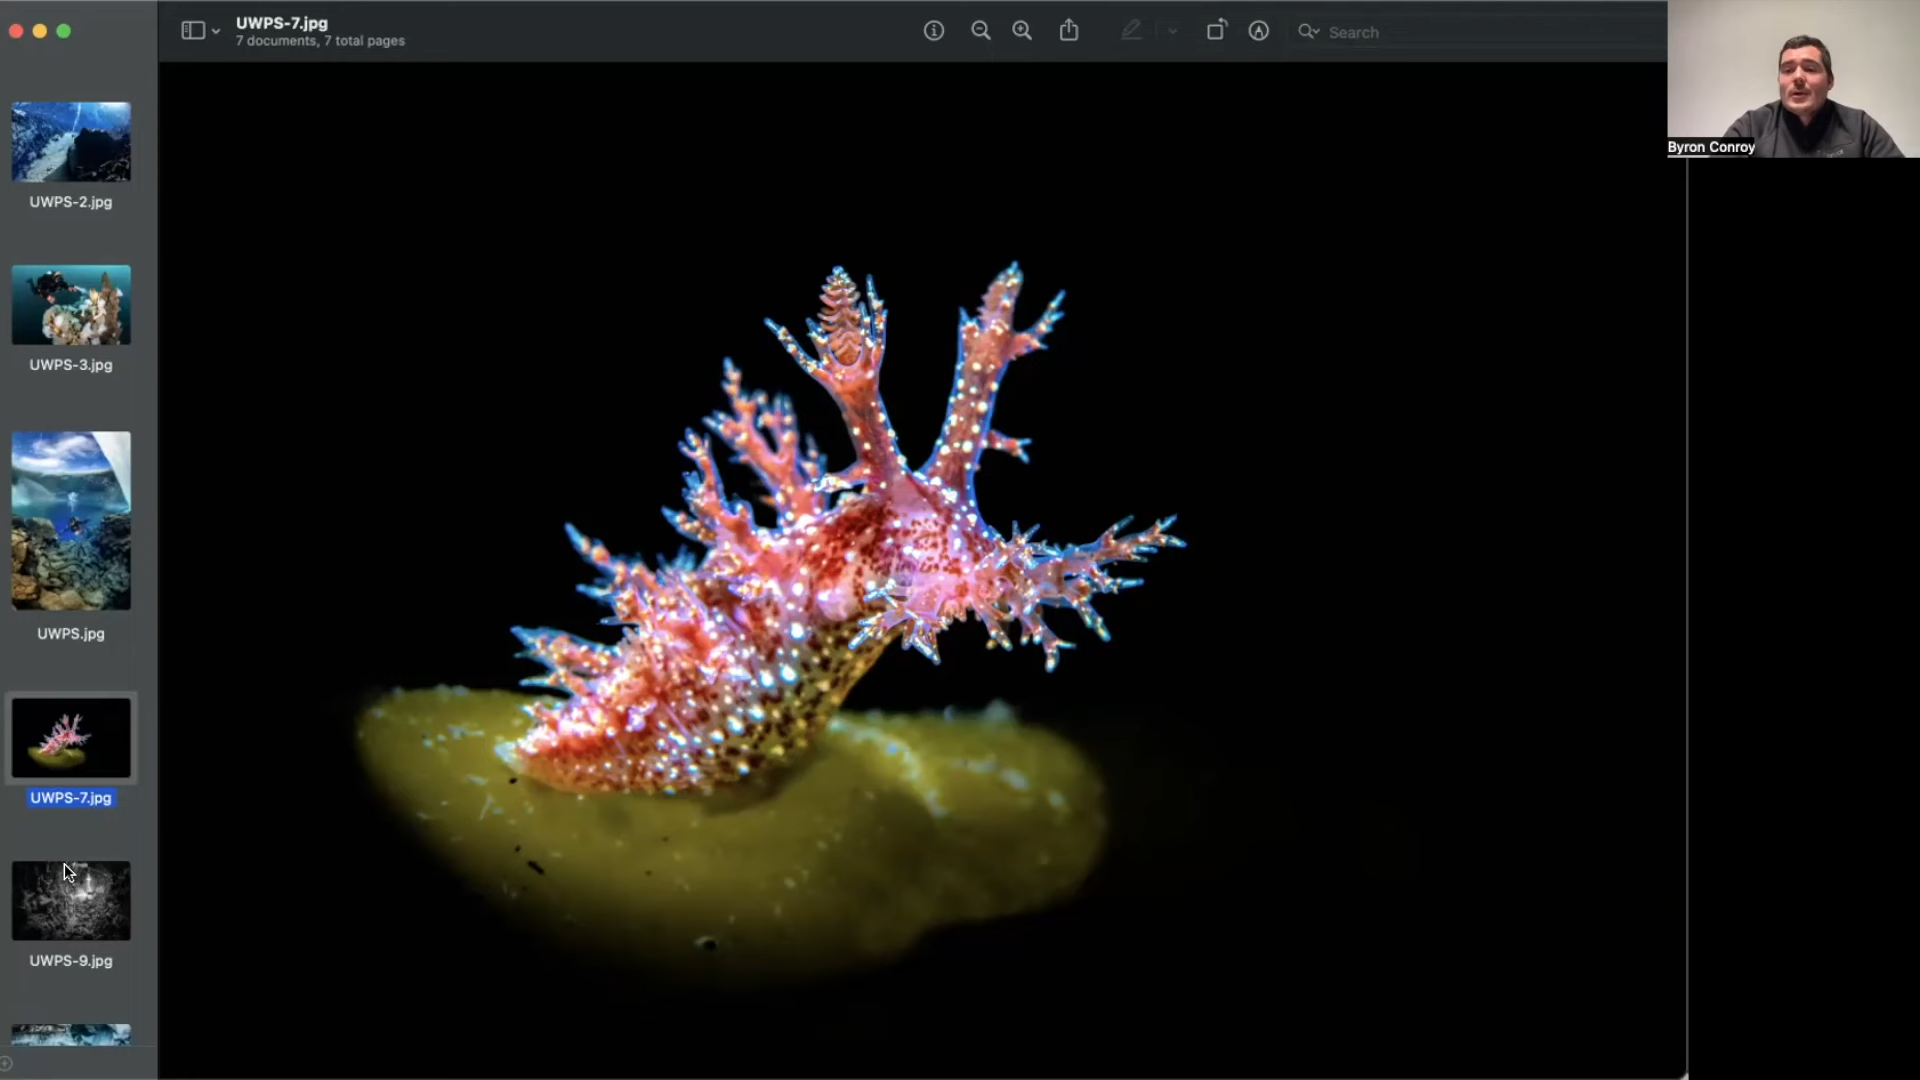 UWPS-7.jpg
7 documents, 7 total pages
Search
Byron Conroy
UWPS-2.jpg
UWPS-3.jpg
UWPS.jpg
UWPS-7.jpg
UWPS-9.jpg